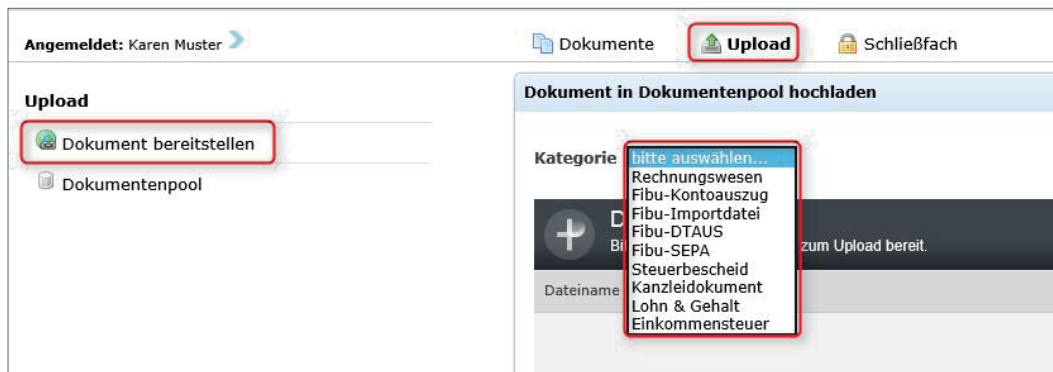 Angemeldet: Karen Muster
Dokumente Upload Schließfach
Upload
Dokument bereitstellen
Dokumentenpool
Dokument in Dokumentenpool hochladen
Kategorie bitte auswählen...
Rechnungswesen
Fibu-Kontoauszug
Fibu-Importdatei
Fibu-DTAUS
Fibu-SEPA
Steuerbescheid
Kanzleidokument
Lohn & Gehalt
Einkommensteuer
zum Upload bereit.
Dateiname